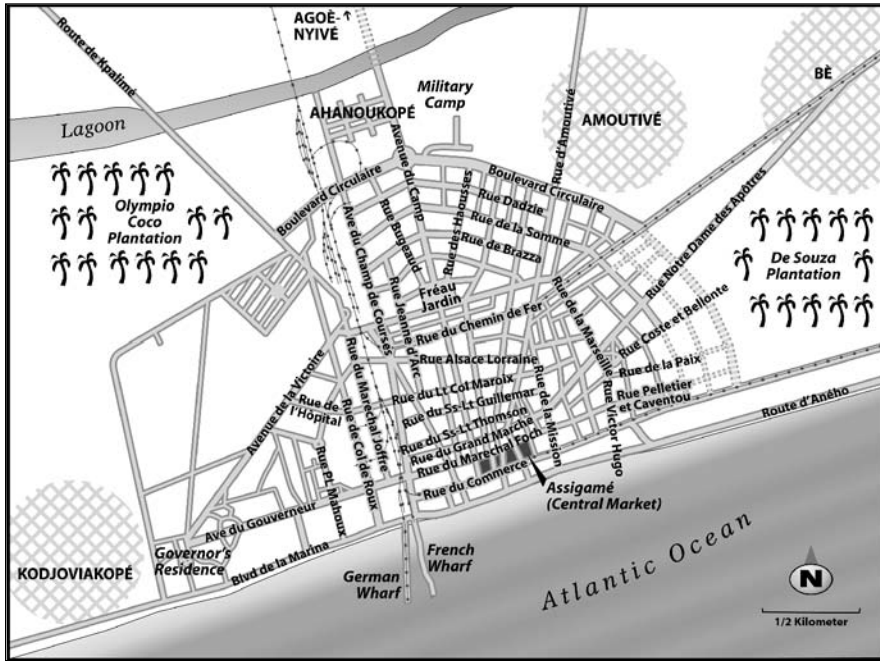 AGOÈ-
NYIVÉ
Route de Kpalimé
Lagoon
Military
Camp
AHANOUKOPÉ
AMOUTIVÉ
BÈ
Rue d'Amoutivé
Avenue du Camp
Boulevard Circulaire
Boulevard Circulaire
Olympio
Coco
Plantation
Rue Dadzie
Rue de la Somme
Rue de Brazza
Rue des Haousses
Rue Bugeaud
Ave du Champ de Courses
Rue Notre Dame des Apôtres
De Souza
Plantation
Fréau
Jardin
Rue du Chemin de Fer
Rue Jeanne d'Arc
Rue de la Marseille
Rue Coste et Bellonte
Rue Alsace Lorraine
Rue de la Paix
Avenue de la Victoire
Rue du Marechal Joffre
Rue du Lt Col Maroix
Rue du Ss-Lt Guillemar
Rue du Ss-Lt Thomson
Rue du Grand Marche
Rue du Marechal Foch
Rue du Commerce
Rue de la Mission
Rue Victor Hugo
Rue Pelletier
et Caventou
Route d'Aného
Rue de
l'Hôpital
Rue de Col de Roux
Rue PL Mahoux
Assigamé
(Central Market)
Ave du Gouverneur
Governor's
Residence
Blvd de la Marina
KODJOVIAKOPÉ
German
Wharf
French
Wharf
Atlantic Ocean
N
1/2 Kilometer